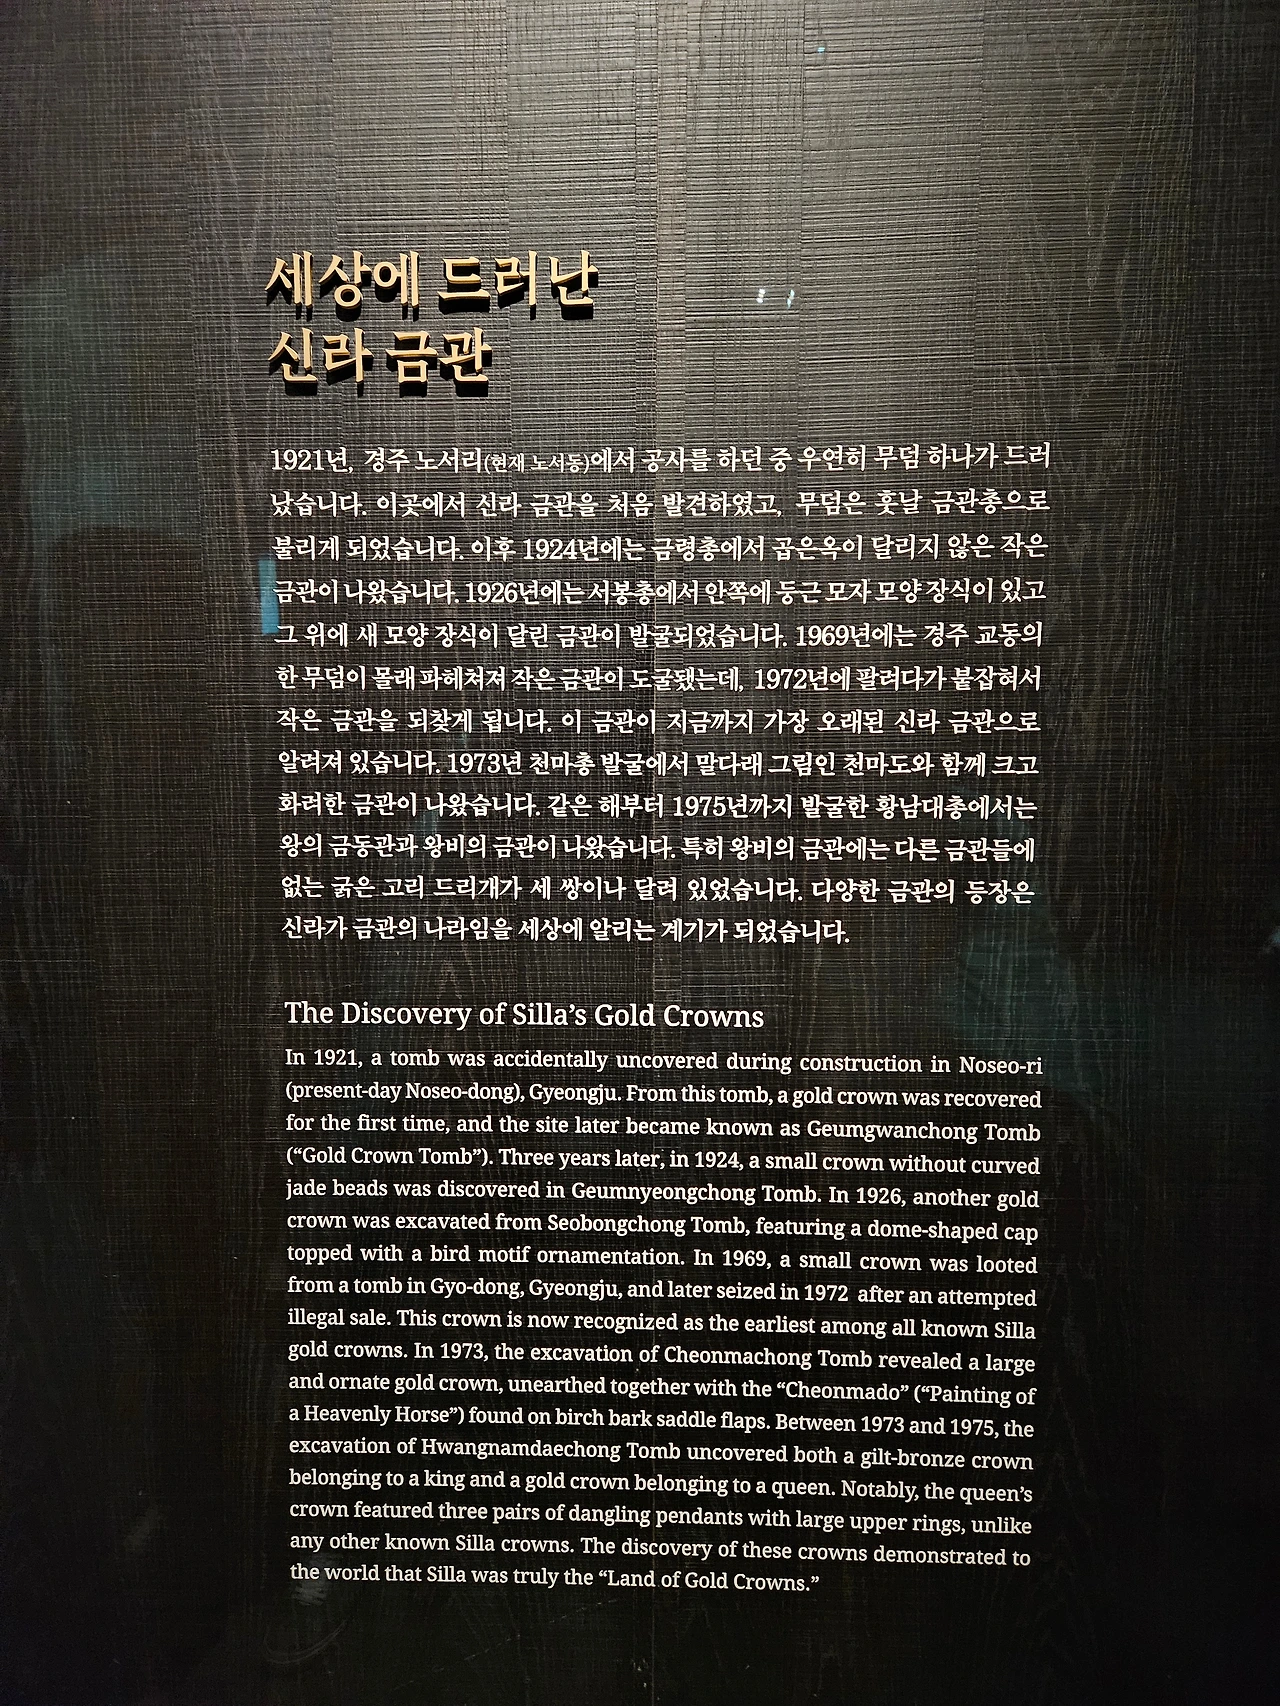 세상에 드러난
신라 금관
1921년, 경주 노서리(현재 노서동)에서 공사를 하던 중 우연히 무덤 하나가 드러
났습니다. 이곳에서 신라 금관을 처음 발견하였고, 무덤은 훗날 금관총으로
불리게 되었습니다. 이후 1924년에는 금령총에서 곱은옥이 달리지 않은 작은
금관이 나왔습니다. 1926년에는 서봉총에서 안쪽에 둥근 모자 모양 장식이 있고
그 위에 새 모양 장식이 달린 금관이 발굴되었습니다. 1969년에는 경주 교동의
한 무덤이 몰래 파헤쳐져 작은 금관이 도굴됐는데, 1972년에 팔려다가 붙잡혀서
작은 금관을 되찾게 됩니다. 이 금관이 지금까지 가장 오래된 신라 금관으로
알려져 있습니다. 1973년 천마총 발굴에서 말다래 그림인 천마도와 함께 크고
화려한 금관이 나왔습니다. 같은 해부터 1975년까지 발굴한 황남대총에서는
왕의 금동관과 왕비의 금관이 나왔습니다. 특히 왕비의 금관에는 다른 금관들에
없는 굵은 고리 드리개가 세 쌍이나 달려 있었습니다. 다양한 금관의 등장은
신라가 금관의 나라임을 세상에 알리는 계기가 되었습니다.
The Discovery of Silla’s Gold Crowns
In 1921, a tomb was accidentally uncovered during construction in Noseo-ri
(present-day Noseo-dong), Gyeongju. From this tomb, a gold crown was recovered
for the first time, and the site later became known as Geumgwanchong Tomb
(“Gold Crown Tomb”). Three years later, in 1924, a small crown without curved
jade beads was discovered in Geumnyeongchong Tomb. In 1926, another gold
crown was excavated from Seobongchong Tomb, featuring a dome-shaped cap
topped with a bird motif ornamentation. In 1969, a small crown was looted
from a tomb in Gyo-dong, Gyeongju, and later seized in 1972 after an attempted
illegal sale. This crown is now recognized as the earliest among all known Silla
gold crowns. In 1973, the excavation of Cheonmachong Tomb revealed a large
and ornate gold crown, unearthed together with the “Cheonmado” (“Painting of
a Heavenly Horse”) found on birch bark saddle flaps. Between 1973 and 1975, the
excavation of Hwangnamdaechong Tomb uncovered both a gilt-bronze crown
belonging to a king and a gold crown belonging to a queen. Notably, the queen’s
crown featured three pairs of dangling pendants with large upper rings, unlike
any other known Silla crowns. The discovery of these crowns demonstrated to
the world that Silla was truly the “Land of Gold Crowns.”